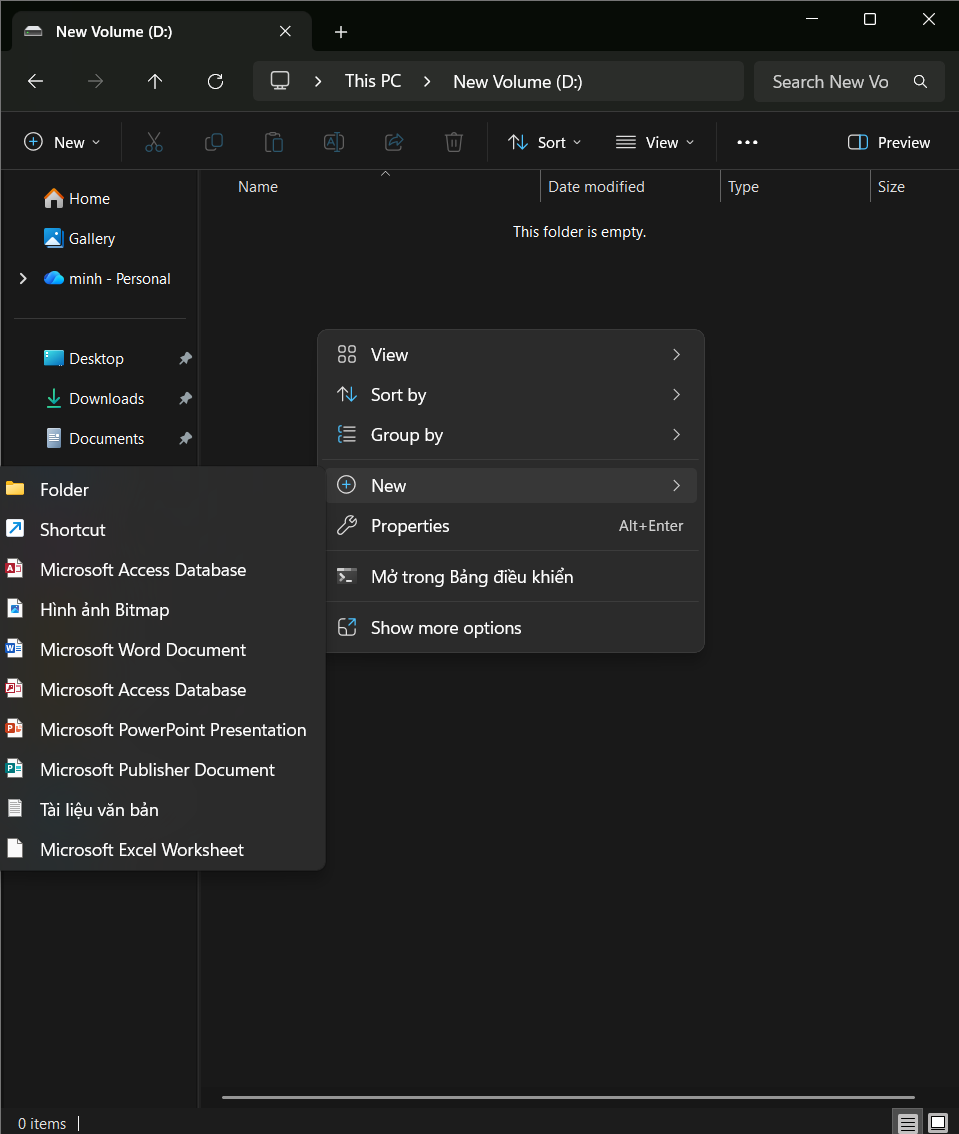 New Volume (D:)
This PC
New Volume (D:)
Search New Vo
New
Sort
View
Preview
Home
Gallery
minh - Personal
Desktop
Downloads
Documents
Name
Date modified
Type
Size
This folder is empty.
View
Sort by
Group by
New
Properties
Alt+Enter
Mở trong Bảng điều khiển
Show more options
Folder
Shortcut
Microsoft Access Database
Hình ảnh Bitmap
Microsoft Word Document
Microsoft Access Database
Microsoft PowerPoint Presentation
Microsoft Publisher Document
Tài liệu văn bản
Microsoft Excel Worksheet
0 items